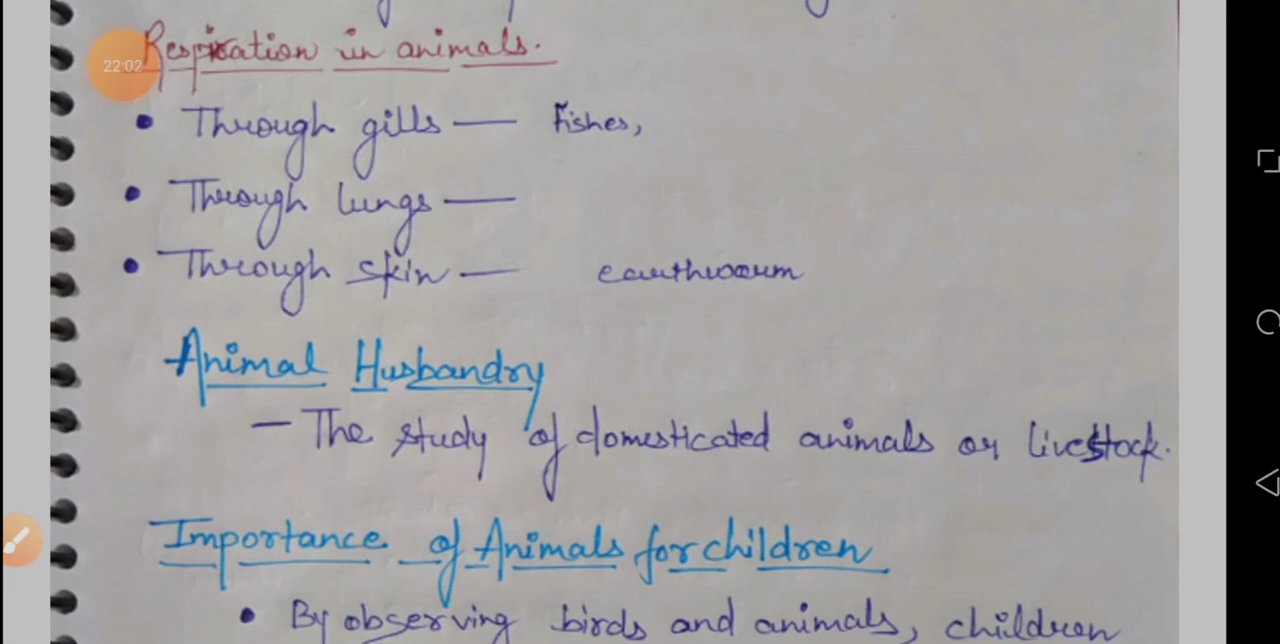 Respiration in animals.
22:02
Through gills — Fishes,
Through lungs —
Through skin — earthworm
Animal Husbandry
— The study of domesticated animals or livestock.
Importance of Animals for children
By observing birds and animals, children